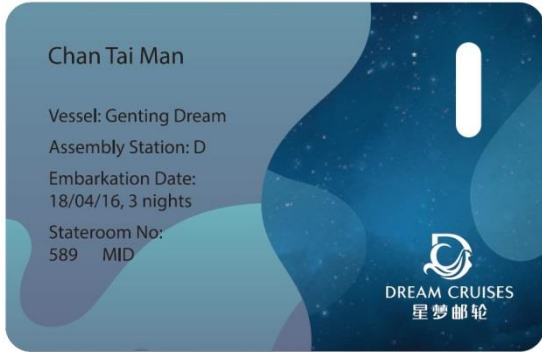 Chan Tai Man
Vessel: Genting Dream
Assembly Station: D
Embarkation Date:
18/04/16, 3 nights
Stateroom No:
589 MID
DREAM CRUISES
星梦邮轮